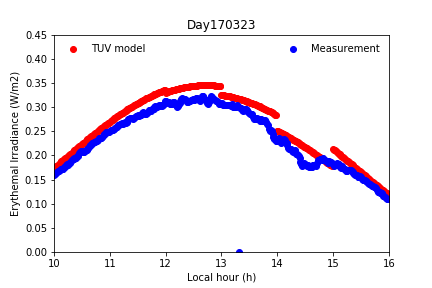 Day170323
TUV model
Measurement
Erythemal Irradiance (W/m2)
0.45
0.40
0.35
0.30
0.25
0.20
0.15
0.10
0.05
0.00
10 11 12 13 14 15 16
Local hour (h)